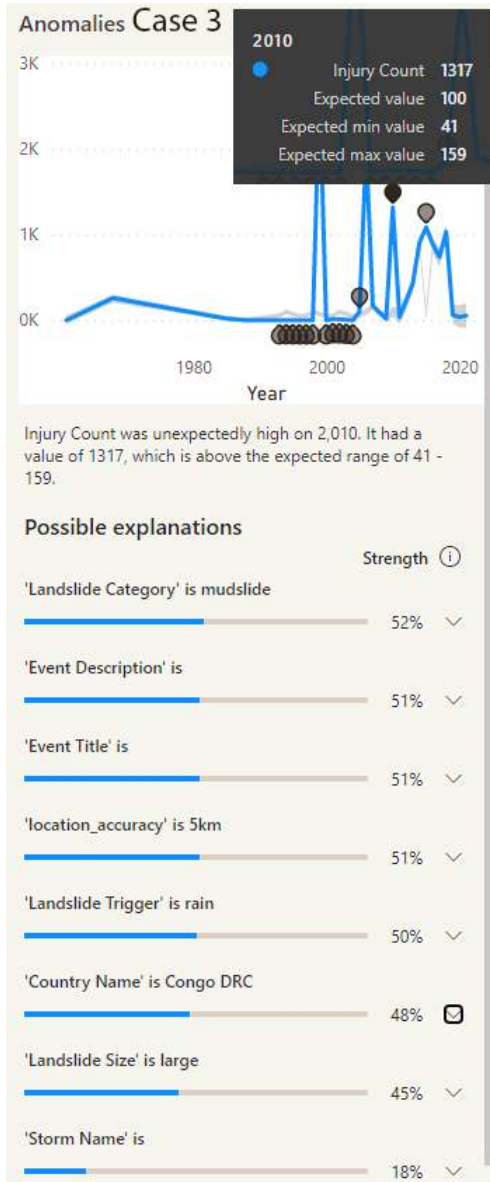 Anomalies Case 3
2010
Injury Count 1317
Expected value 100
Expected min value 41
Expected max value 159
3K
2K
1K
0K
1980 2000 2020
Year
Injury Count was unexpectedly high on 2,010. It had a
value of 1317, which is above the expected range of 41 -
159.
Possible explanations
Strength
'Landslide Category' is mudslide
52%
'Event Description' is
51%
'Event Title' is
51%
'location_accuracy' is 5km
51%
'Landslide Trigger' is rain
50%
'Country Name' is Congo DRC
48%
'Landslide Size' is large
45%
'Storm Name' is
18%